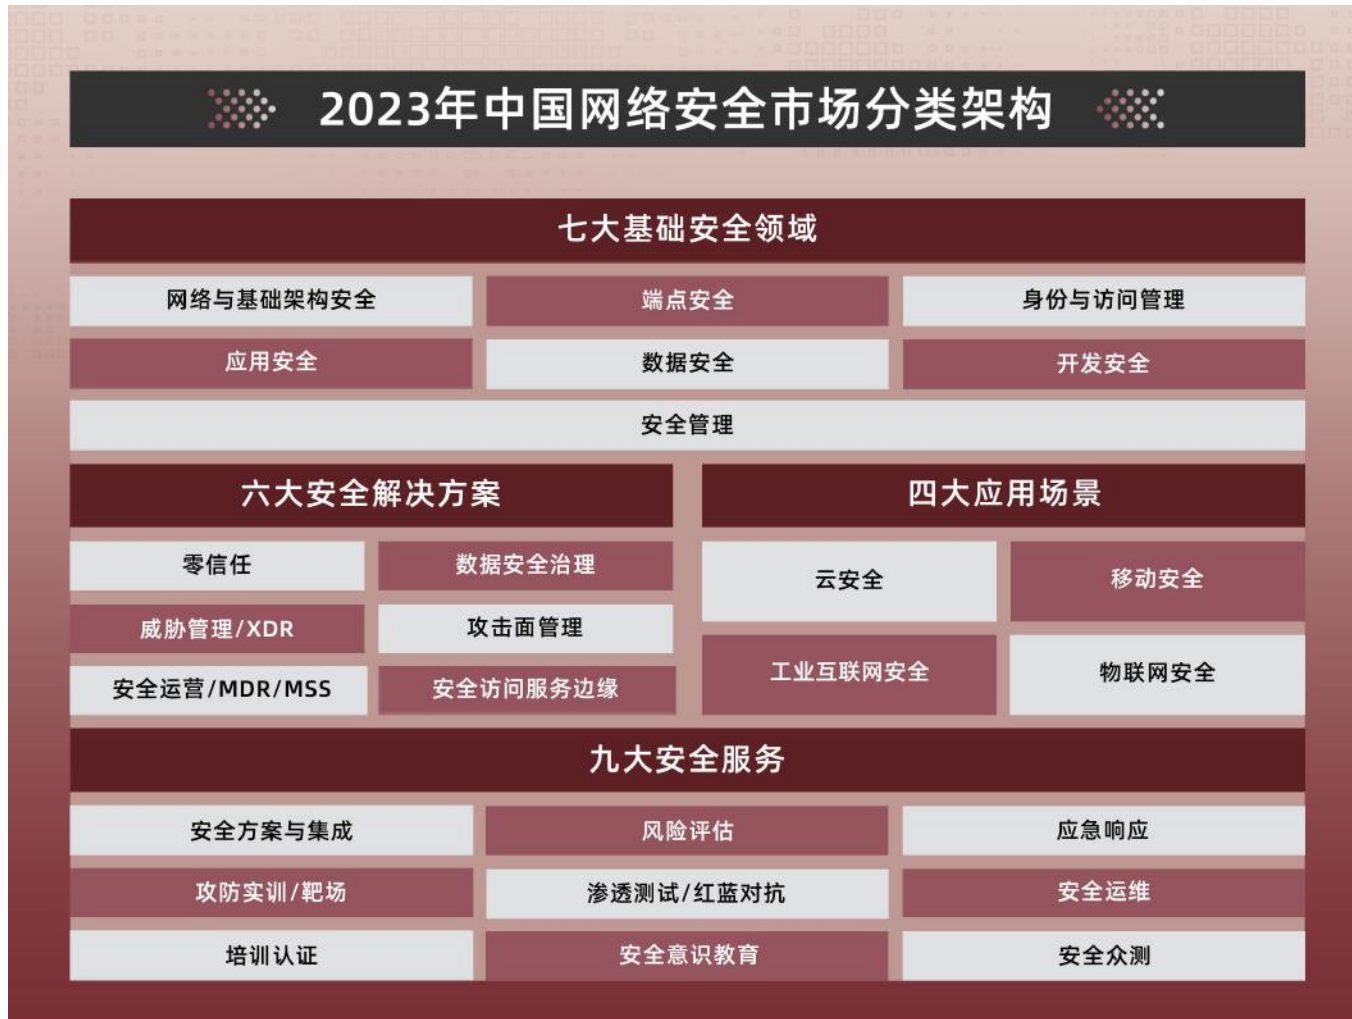 2023年中国网络安全市场分类架构
七大基础安全领域
网络与基础架构安全
端点安全
身份与访问管理
应用安全
数据安全
开发安全
安全管理
六大安全解决方案
零信任
数据安全治理
威胁管理/XDR
攻击面管理
安全运营/MDR/MSS
安全访问服务边缘
四大应用场景
云安全
移动安全
工业互联网安全
物联网安全
九大安全服务
安全方案与集成
风险评估
应急响应
攻防实训/靶场
渗透测试/红蓝对抗
安全运维
培训认证
安全意识教育
安全众测